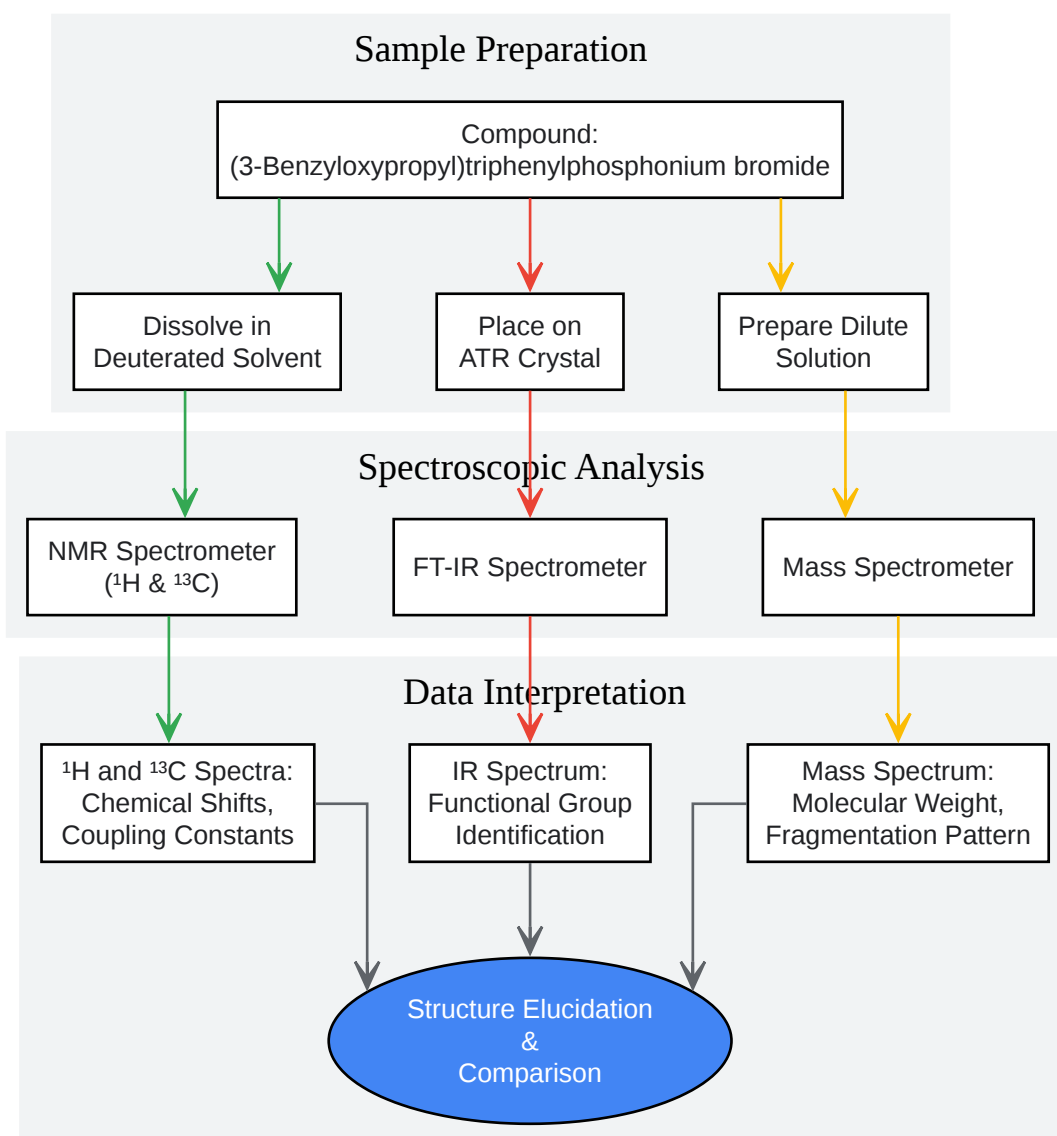 Sample Preparation
Compound:
(3-Benzyloxypropyl)triphenylphosphonium bromide
Dissolve in
Deuterated Solvent
Place on
ATR Crystal
Prepare Dilute
Solution
Spectroscopic Analysis
NMR Spectrometer
(¹H & ¹³C)
FT-IR Spectrometer
Mass Spectrometer
Data Interpretation
¹H and ¹³C Spectra:
Chemical Shifts,
Coupling Constants
IR Spectrum:
Functional Group
Identification
Mass Spectrum:
Molecular Weight,
Fragmentation Pattern
Structure Elucidation
&
Comparison